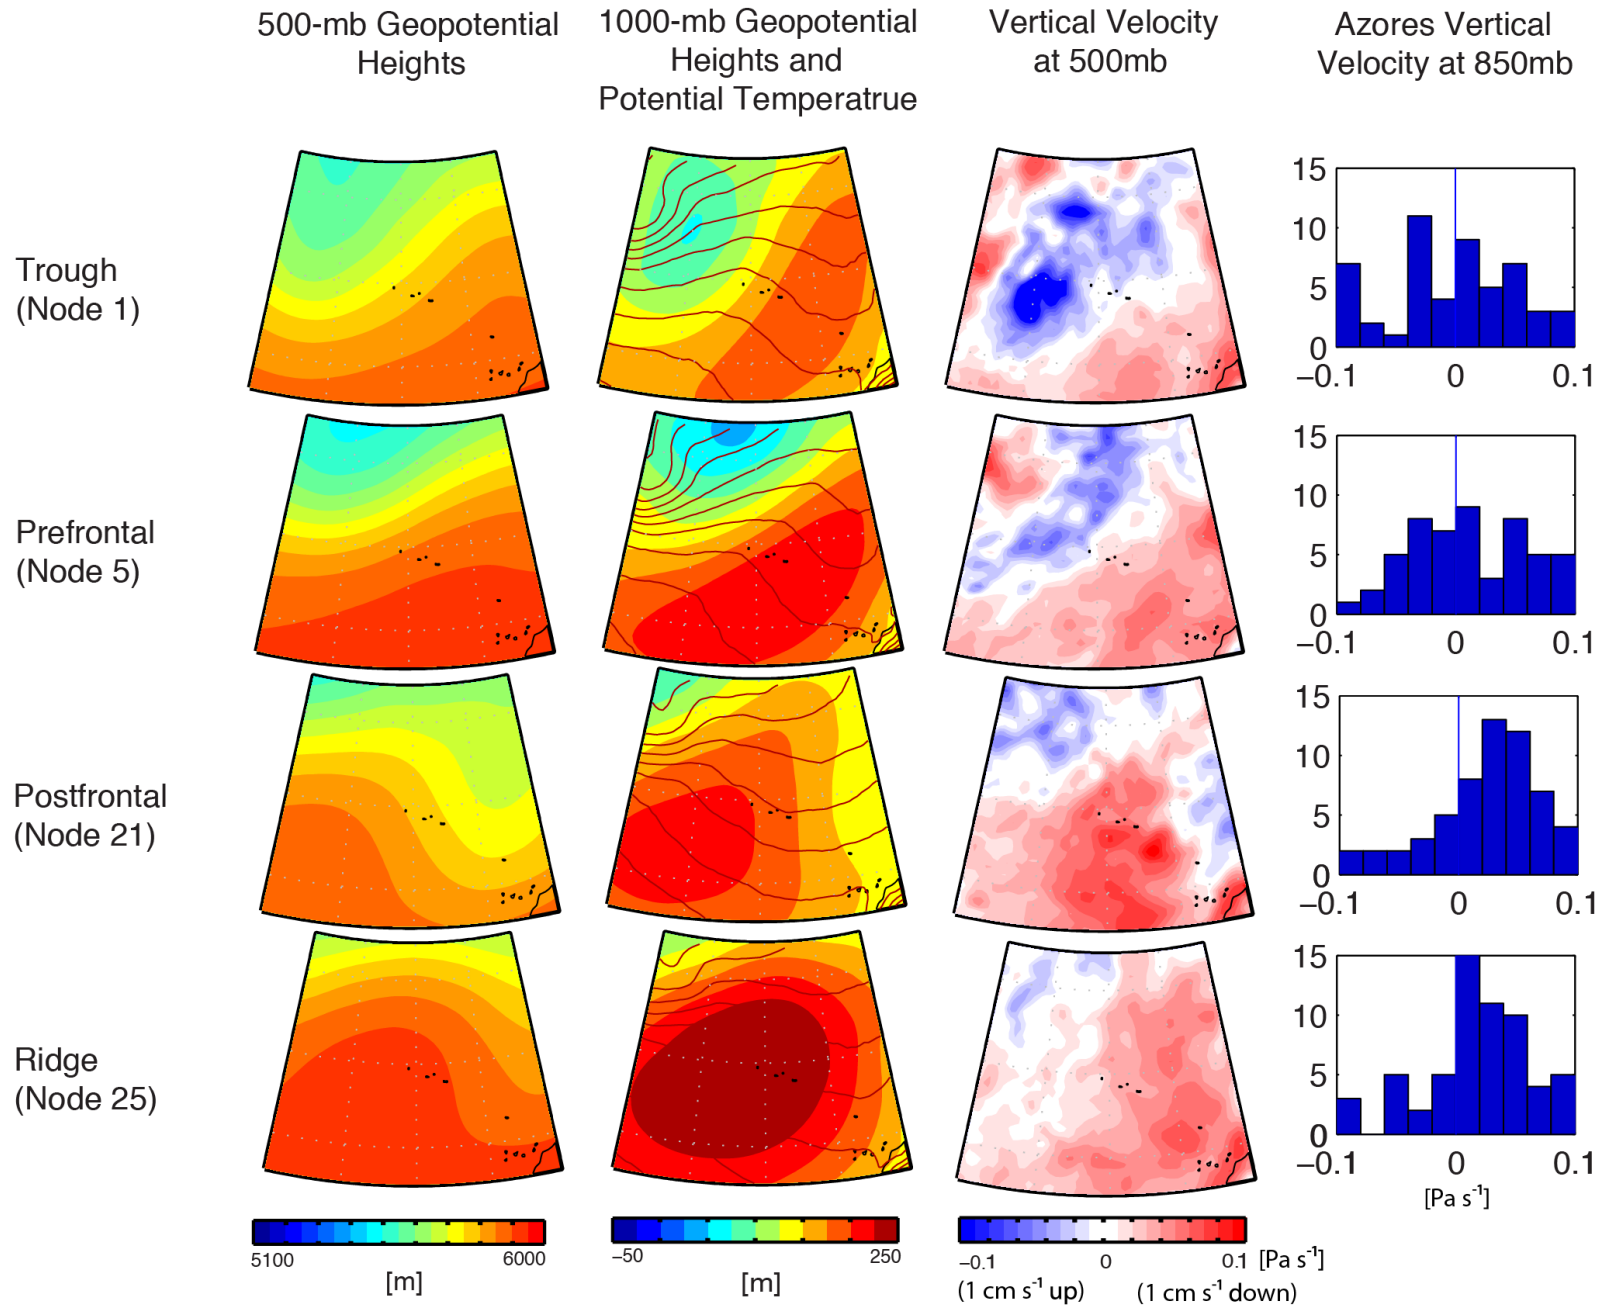 500-mb Geopotential
Heights
1000-mb Geopotential
Heights and
Potential Temperatrue
Vertical Velocity
at 500mb
Azores Vertical
Velocity at 850mb
Trough
(Node 1)
15
10
5
0
−0.1 0 0.1
Prefrontal
(Node 5)
15
10
5
0
−0.1 0 0.1
Postfrontal
(Node 21)
15
10
5
0
−0.1 0 0.1
Ridge
(Node 25)
15
10
5
0
−0.1 0 0.1
[Pa s⁻¹]
5100 6000
[m]
−50 250
[m]
−0.1 0 0.1 [Pa s⁻¹]
(1 cm s⁻¹ up) (1 cm s⁻¹ down)